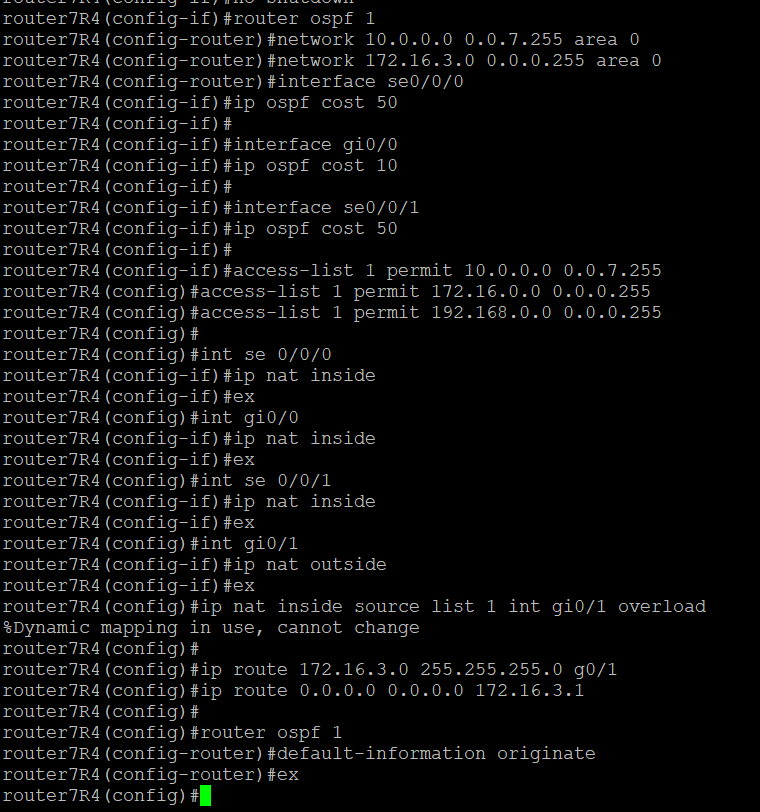 router7R4(config-if)#no shutdown
router7R4(config-if)#router ospf 1
router7R4(config-router)#network 10.0.0.0 0.0.7.255 area 0
router7R4(config-router)#network 172.16.3.0 0.0.0.255 area 0
router7R4(config-router)#interface se0/0/0
router7R4(config-if)#ip ospf cost 50
router7R4(config-if)#
router7R4(config-if)#interface gi0/0
router7R4(config-if)#ip ospf cost 10
router7R4(config-if)#
router7R4(config-if)#interface se0/0/1
router7R4(config-if)#ip ospf cost 50
router7R4(config-if)#
router7R4(config-if)#access-list 1 permit 10.0.0.0 0.0.7.255
router7R4(config)#access-list 1 permit 172.16.0.0 0.0.0.255
router7R4(config)#access-list 1 permit 192.168.0.0 0.0.0.255
router7R4(config)#
router7R4(config)#int se 0/0/0
router7R4(config-if)#ip nat inside
router7R4(config-if)#ex
router7R4(config)#int gi0/0
router7R4(config-if)#ip nat inside
router7R4(config-if)#ex
router7R4(config)#int se 0/0/1
router7R4(config-if)#ip nat inside
router7R4(config-if)#ex
router7R4(config)#int gi0/1
router7R4(config-if)#ip nat outside
router7R4(config-if)#ex
router7R4(config)#ip nat inside source list 1 int gi0/1 overload
%Dynamic mapping in use, cannot change
router7R4(config)#
router7R4(config)#ip route 172.16.3.0 255.255.255.0 g0/1
router7R4(config)#ip route 0.0.0.0 0.0.0.0 172.16.3.1
router7R4(config)#
router7R4(config)#router ospf 1
router7R4(config-router)#default-information originate
router7R4(config-router)#ex
router7R4(config)#